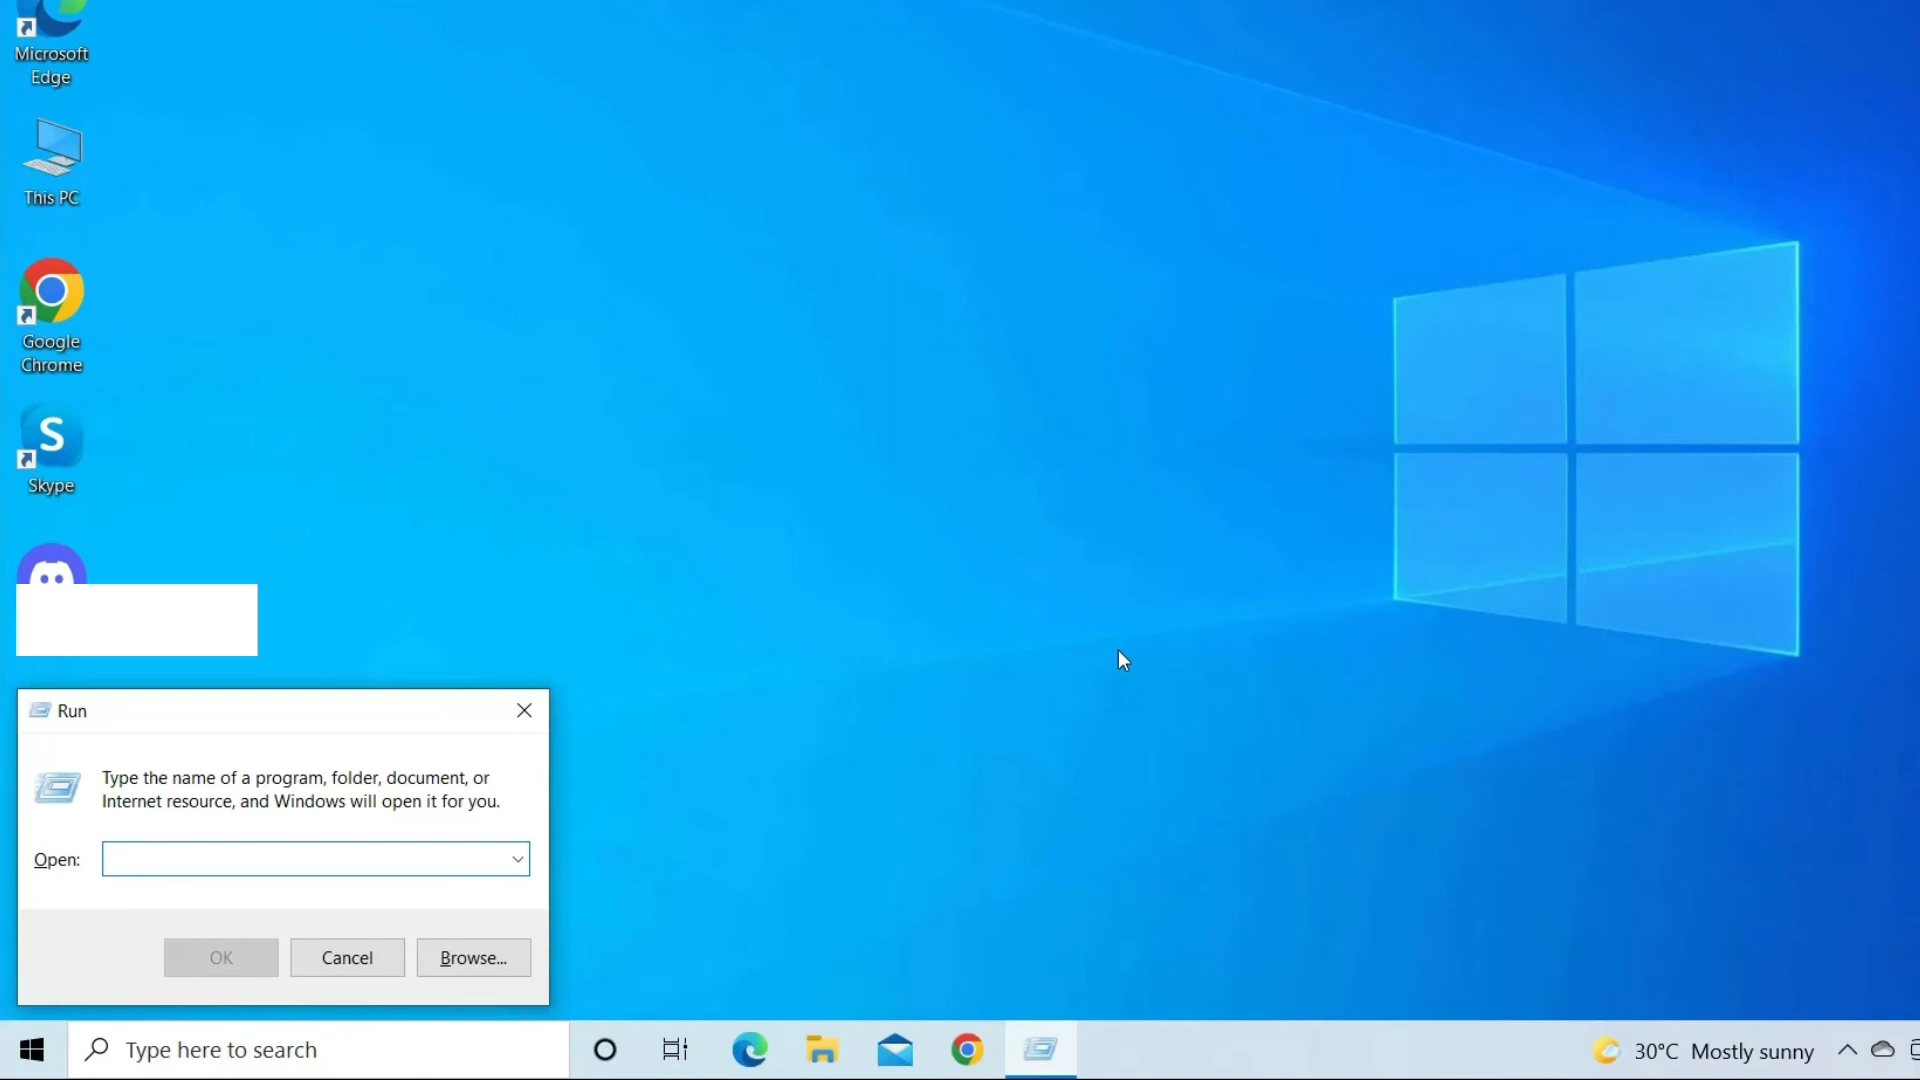 Microsoft
Edge
This PC
Google
Chrome
S
Skype
Run
Type the name of a program, folder, document, or
Internet resource, and Windows will open it for you.
Open:
OK
Cancel
Browse...
Type here to search
30°C Mostly sunny